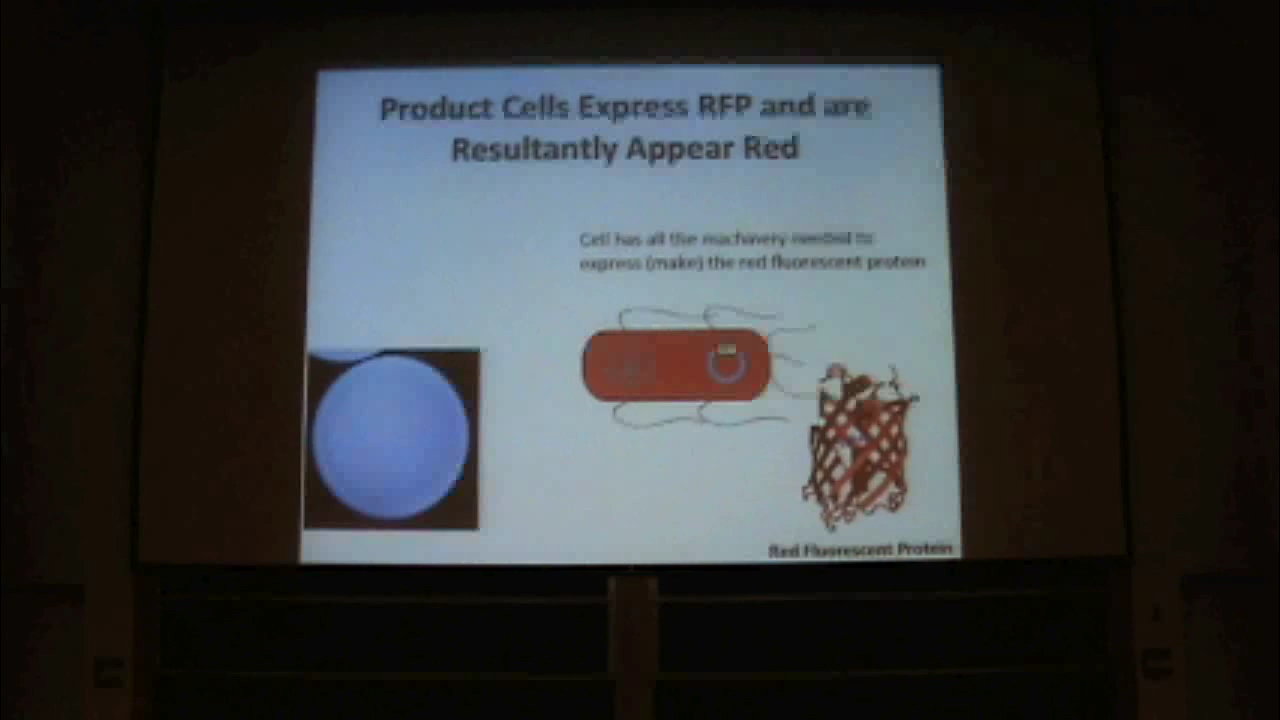 Product Cells Express RFP and are
Resultantly Appear Red
Cell has all the machinery needed to
express (make) the red fluorescent protein
Red Fluorescent Protein